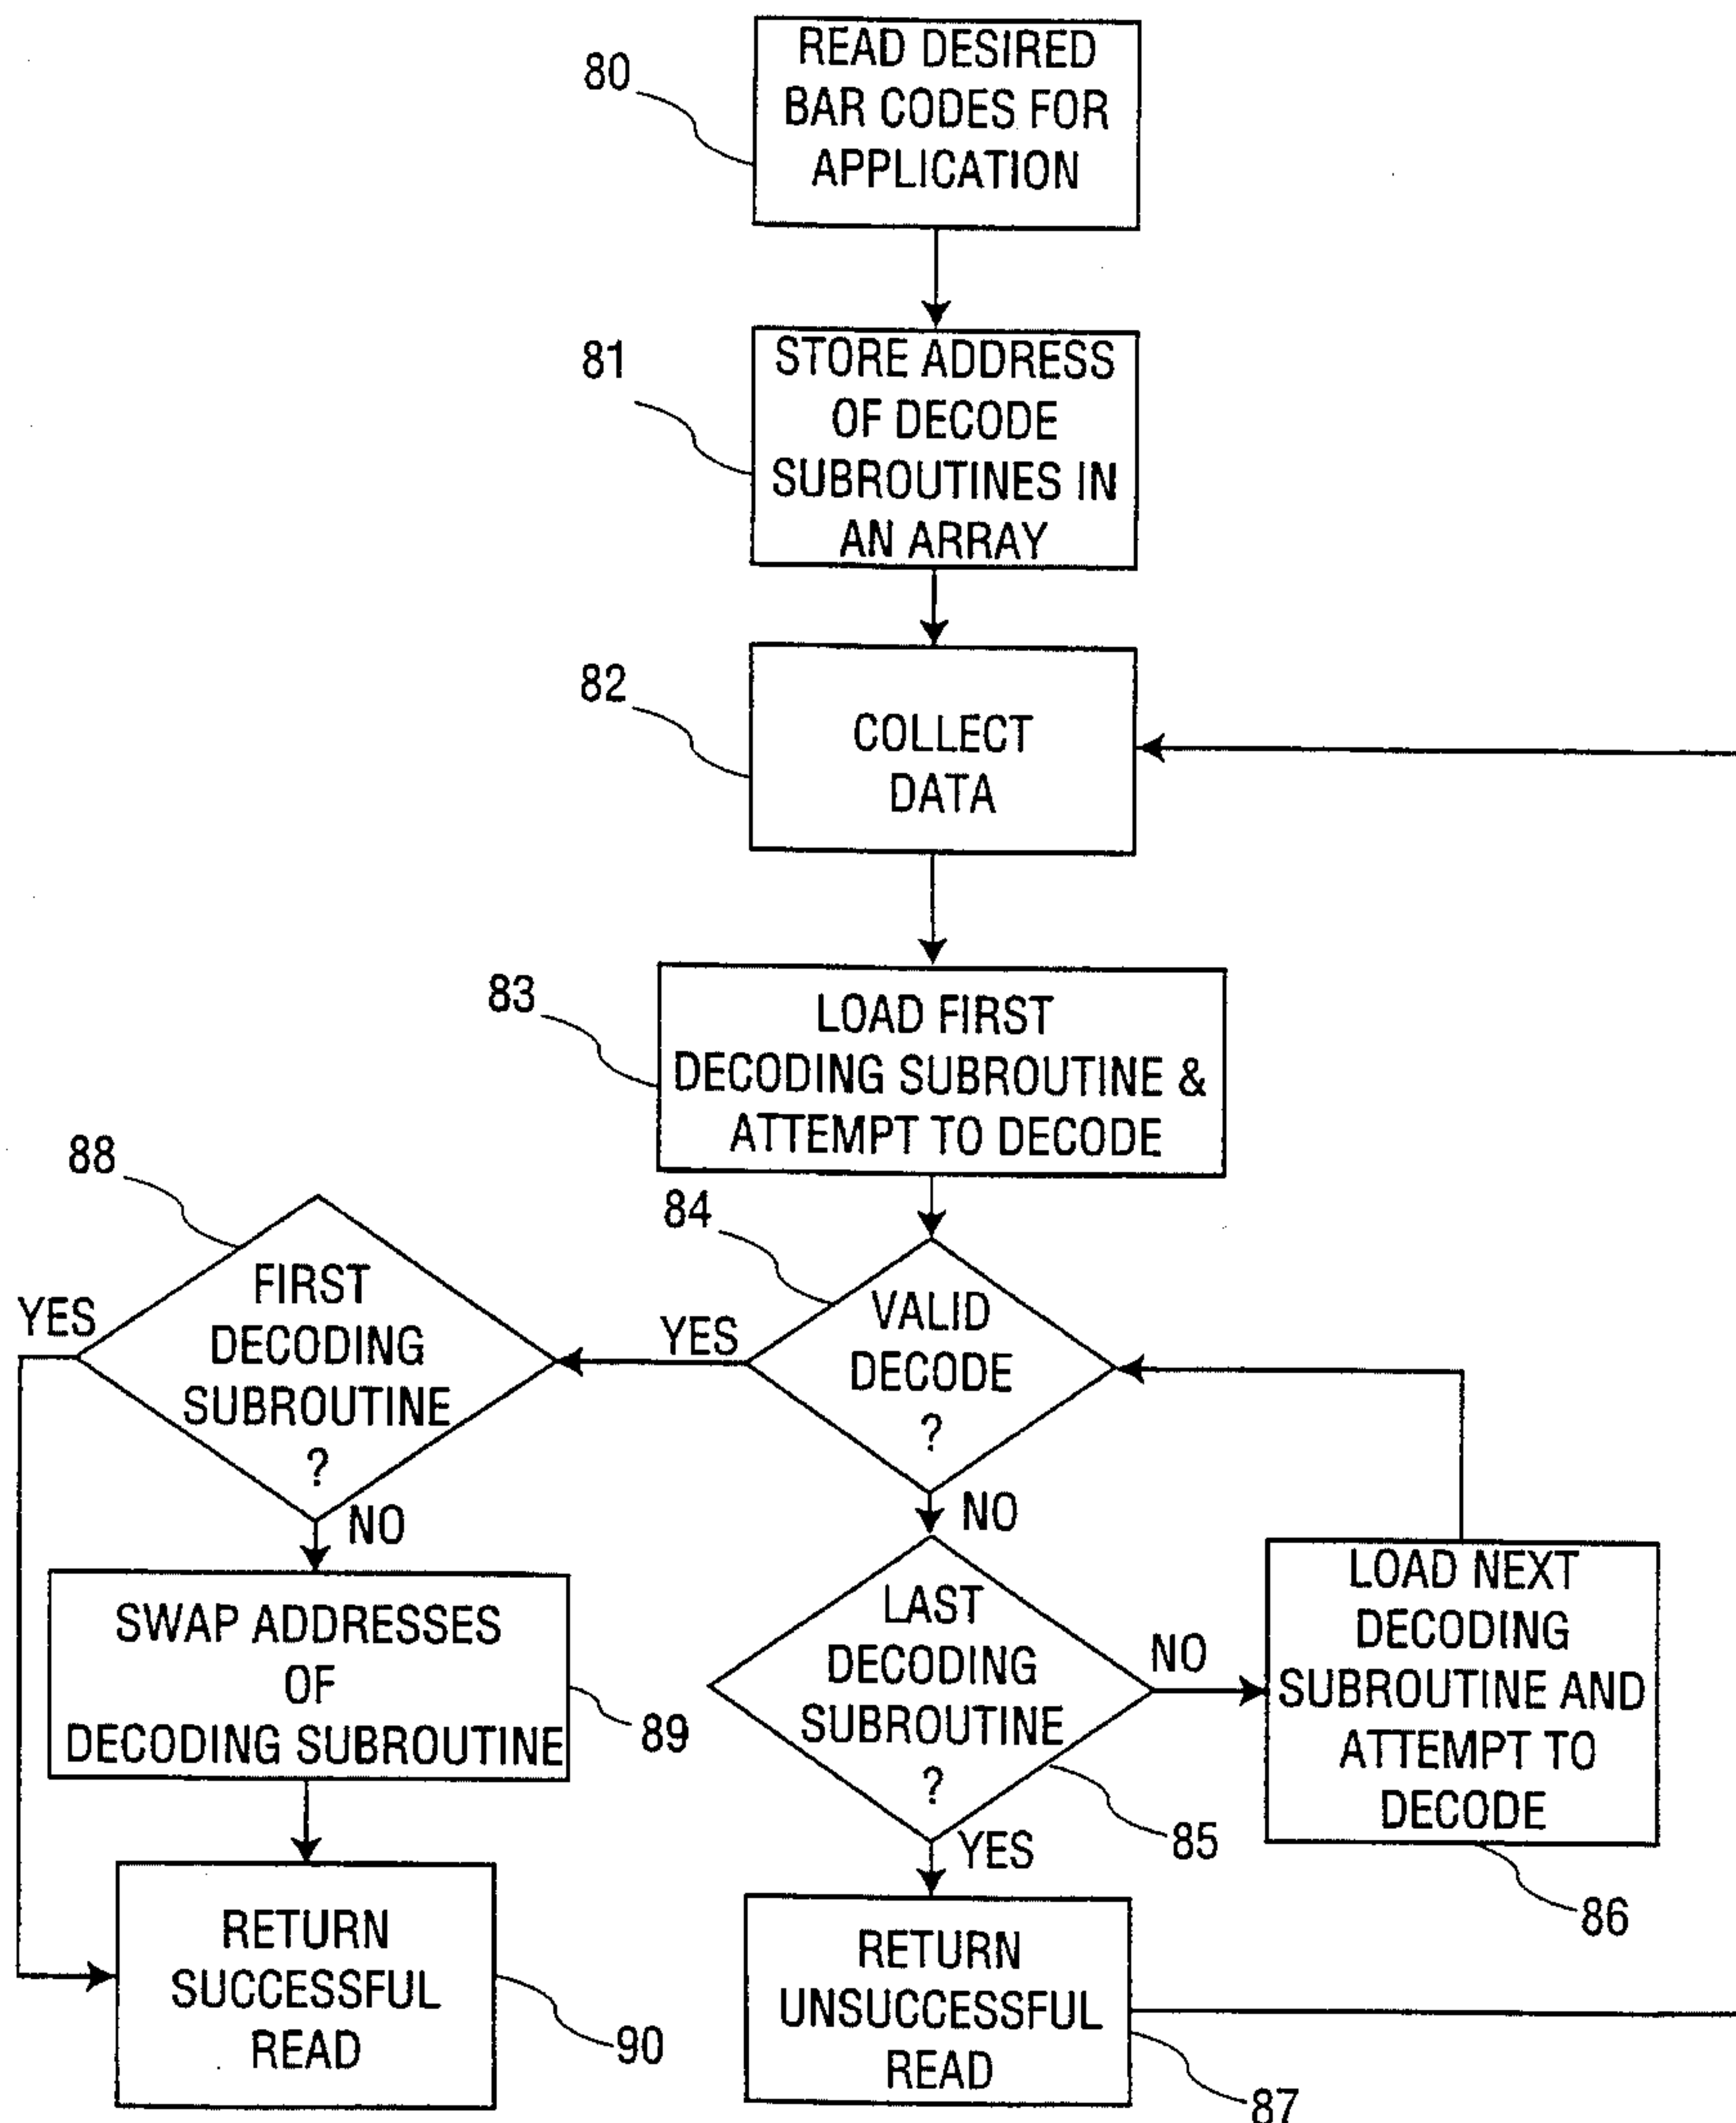 80
READ DESIRED
BAR CODES FOR
APPLICATION
81
STORE ADDRESS
OF DECODE
SUBROUTINES IN
AN ARRAY
82
COLLECT
DATA
83
LOAD FIRST
DECODING SUBROUTINE &
ATTEMPT TO DECODE
88
FIRST
DECODING
SUBROUTINE
?
YES
NO
84
VALID
DECODE
?
YES
NO
SWAP ADDRESSES
OF
DECODING SUBROUTINE
89
LAST
DECODING
SUBROUTINE
?
NO
YES
85
LOAD NEXT
DECODING
SUBROUTINE AND
ATTEMPT TO
DECODE
86
RETURN
SUCCESSFUL
READ
90
RETURN
UNSUCCESSFUL
READ
87